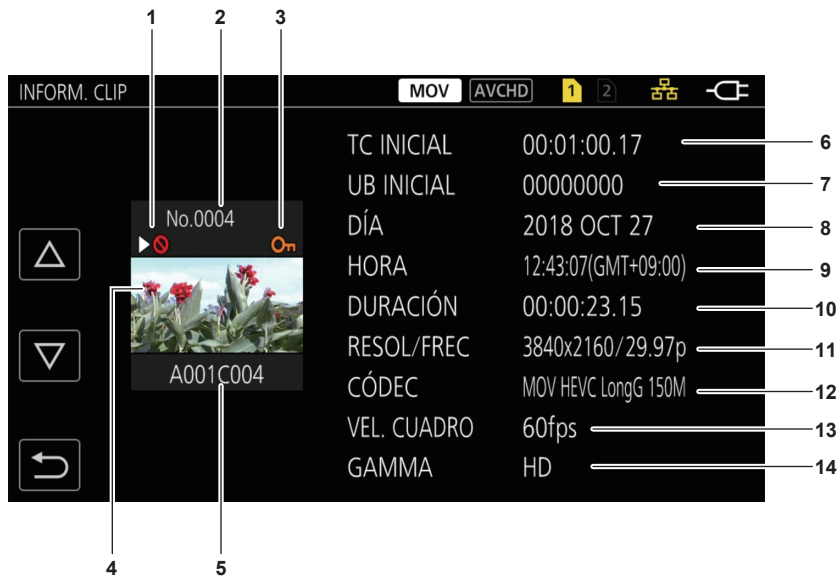 1 2 3
INFORM. CLIP MOV AVCHD 1 2
TC INICIAL 00:01:00.17 6
UB INICIAL 00000000 7
No.0004
DÍA 2018 OCT 27 8
HORA 12:43:07(GMT+09:00) 9
DURACIÓN 00:00:23.15 10
RESOL/FREC 3840x2160/29.97p 11
A001C004
CÓDEC MOV HEVC LongG 150M 12
VEL. CUADRO 60fps 13
GAMMA HD 14
4 5